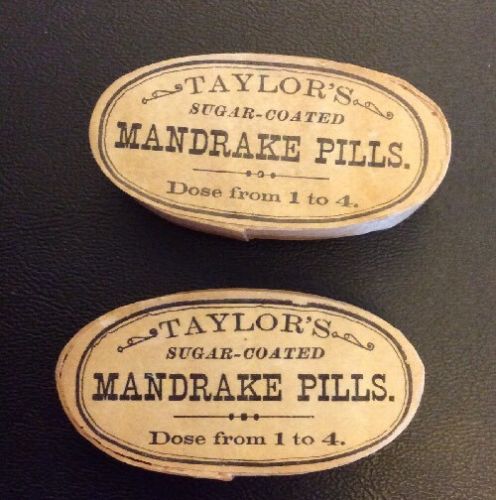 TAYLOR'S
SUGAR-COATED
MANDRAKE PILLS.
Dose from 1 to 4.
TAYLOR'S
SUGAR-COATED
MANDRAKE PILLS.
Dose from 1 to 4.